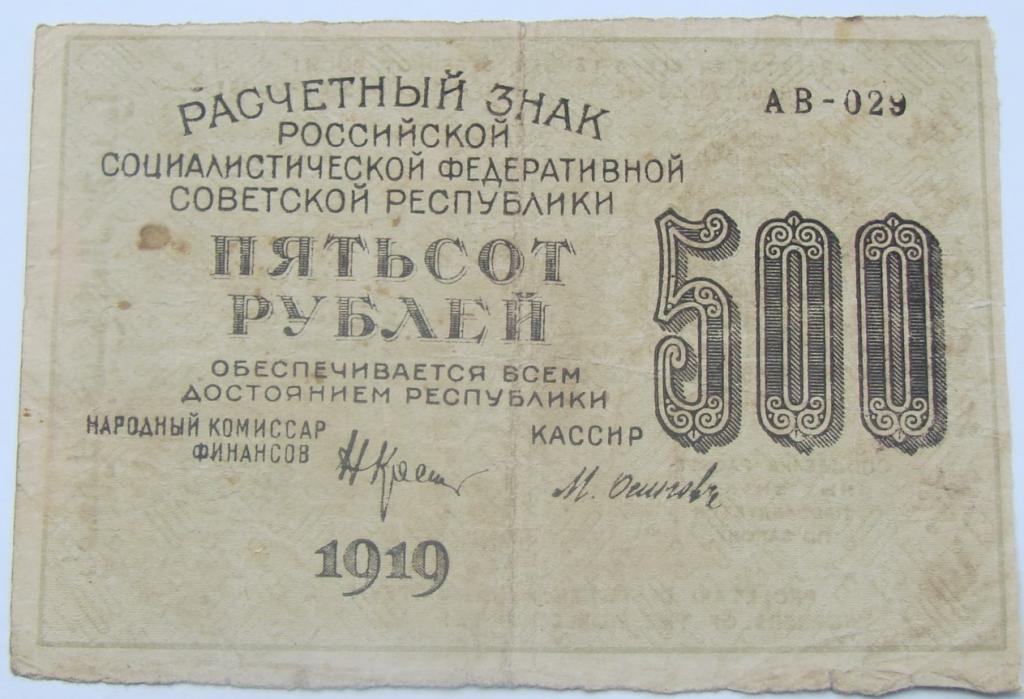 РАСЧЕТНЫЙ ЗНАК
АВ-029
РОССИЙСКОЙ
СОЦИАЛИСТИЧЕСКОЙ ФЕДЕРАТИВНОЙ
СОВЕТСКОЙ РЕСПУБЛИКИ
ПЯТЬСОТ
РУБЛЕЙ
500
ОБЕСПЕЧИВАЕТСЯ ВСЕМ
ДОСТОЯНИЕМ РЕСПУБЛИКИ
НАРОДНЫЙ КОМИССАР
ФИНАНСОВ
КАССИР
М. Осиповъ
1919